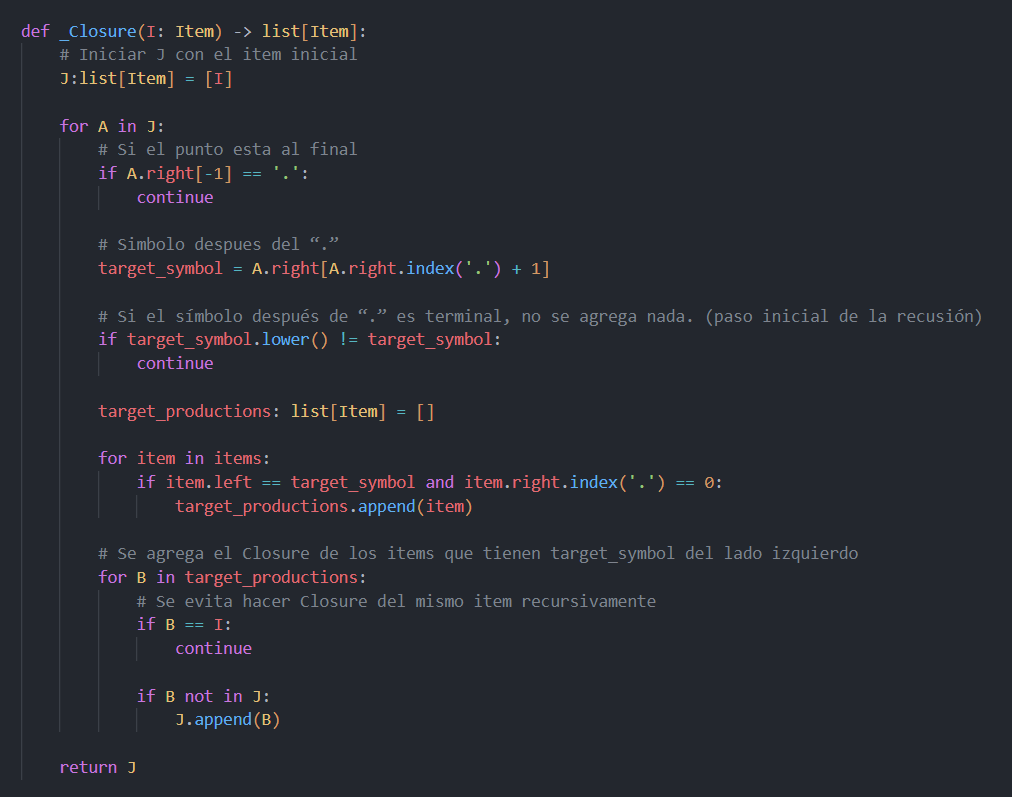 def _Closure(I: Item) -> list[Item]:
    # Iniciar J con el item inicial
    J:list[Item] = [I]

    for A in J:
        # Si el punto esta al final
        if A.right[-1] == '.':
            continue

        # Simbolo despues del “.”
        target_symbol = A.right[A.right.index('.') + 1]

        # Si el símbolo después de “.” es terminal, no se agrega nada. (paso inicial de la recusión)
        if target_symbol.lower() != target_symbol:
            continue

        target_productions: list[Item] = []

        for item in items:
            if item.left == target_symbol and item.right.index('.') == 0:
                target_productions.append(item)

        # Se agrega el Closure de los items que tienen target_symbol del lado izquierdo
        for B in target_productions:
            # Se evita hacer Closure del mismo item recursivamente
            if B == I:
                continue

            if B not in J:
                J.append(B)

    return J